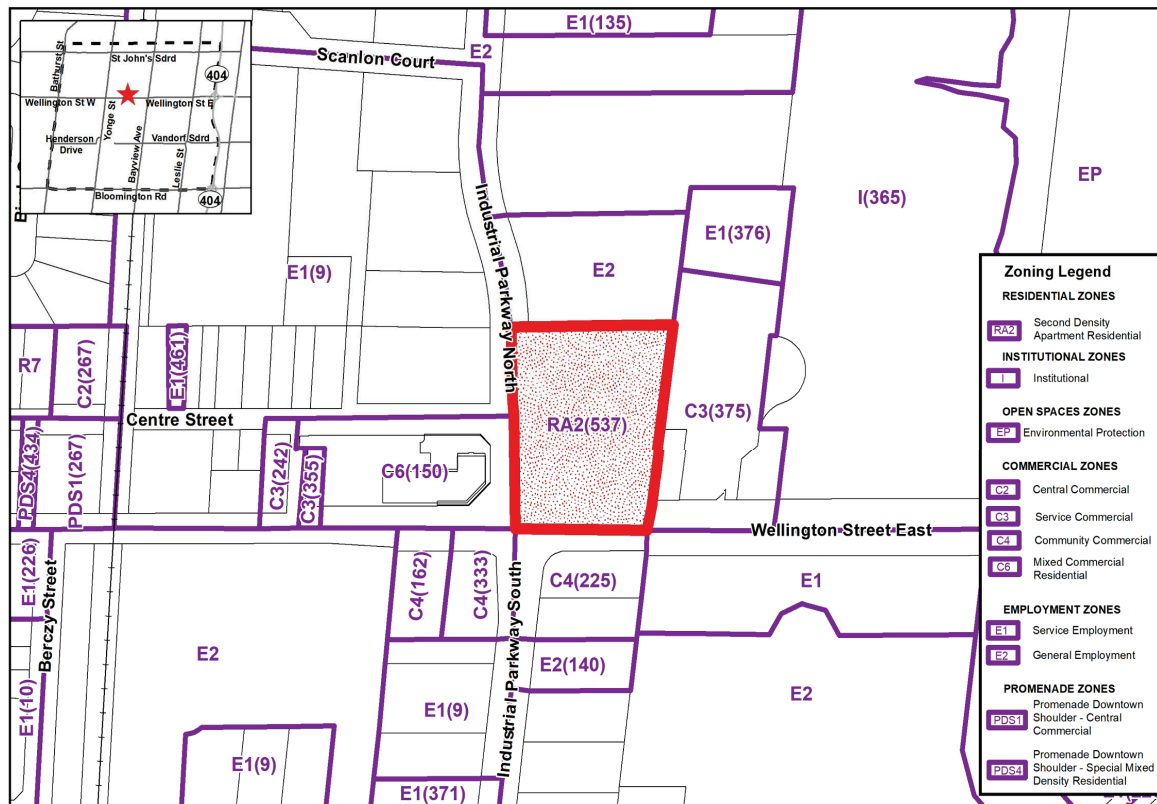 E1(135)
E2
Scanlon Court
Bathurst St
St John's Sdrd
404
Wellington St W
Wellington St E
Yonge St
Henderson
Drive
Bayview Ave
Vandorf Sdrd
Leslie St
Bloomington Rd
404
EP
I(365)
Industrial Parkway North
E1(376)
E2
E1(9)
R7
C2(267)
E1(461)
Centre Street
RA2(537)
C3(375)
PDS4(434)
PDS1(267)
C3(242)
C3(355)
C6(150)
Wellington Street East
E1(226)
Berczy Street
C4(162)
C4(333)
Industrial Parkway South
C4(225)
E1
E2
E2(140)
E2
E1(10)
E1(9)
E1(9)
E1(371)
Zoning Legend
RESIDENTIAL ZONES
RA2 Second Density
Apartment Residential
INSTITUTIONAL ZONES
I Institutional
OPEN SPACES ZONES
EP Environmental Protection
COMMERCIAL ZONES
C2 Central Commercial
C3 Service Commercial
C4 Community Commercial
C6 Mixed Commercial
Residential
EMPLOYMENT ZONES
E1 Service Employment
E2 General Employment
PROMENADE ZONES
PDS1 Promenade Downtown
Shoulder - Central
Commercial
PDS4 Promenade Downtown
Shoulder - Special Mixed
Density Residential